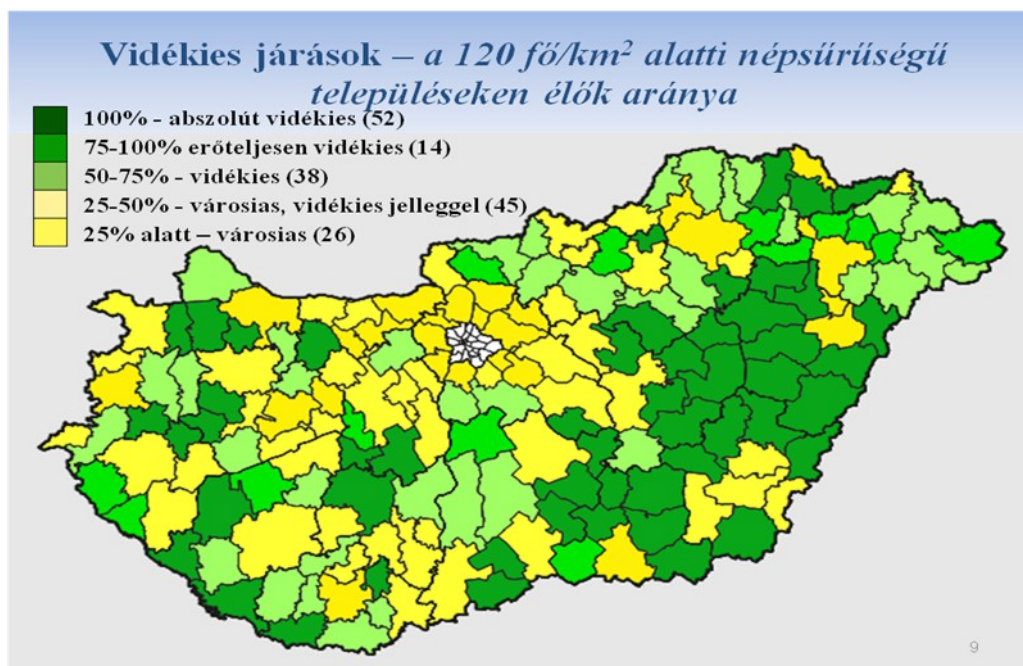 Vidékies járások – a 120 fő/km² alatti népsűrűségű
településeken élők aránya
100% - abszolút vidékies (52)
75-100% erőteljesen vidékies (14)
50-75% - vidékies (38)
25-50% - városias, vidékies jelleggel (45)
25% alatt – városias (26)
9